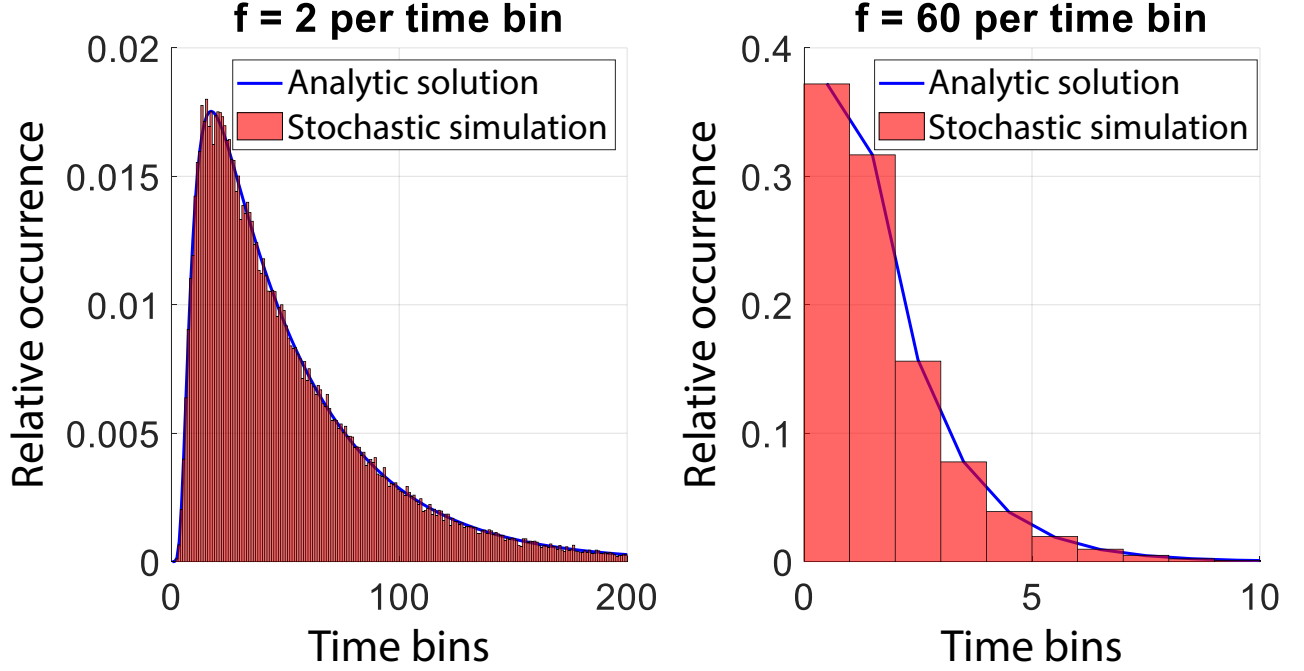 f = 2 per time bin
0.02
0.015
0.01
0.005
0
Relative occurrence
Analytic solution
Stochastic simulation
0
100
200
Time bins
f = 60 per time bin
0.4
0.3
0.2
0.1
0
Relative occurrence
Analytic solution
Stochastic simulation
0
5
10
Time bins